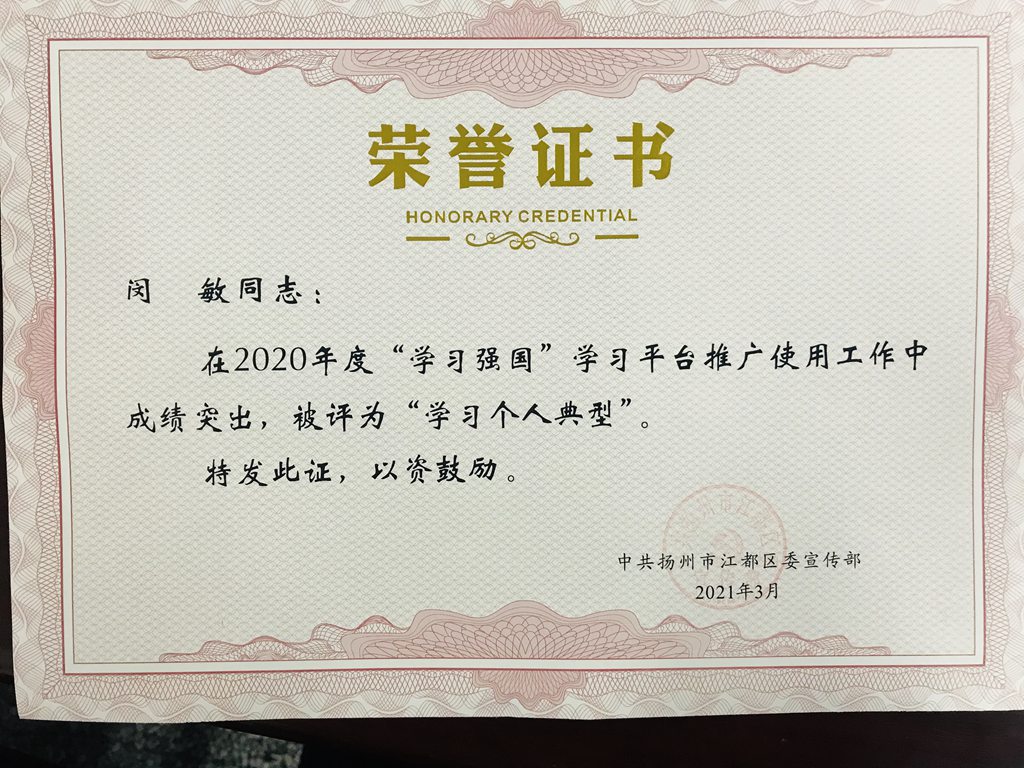 荣誉证书
HONORARY CREDENTIAL
闵　敏同志：
在2020年度“学习强国”学习平台推广使用工作中
成绩突出，被评为“学习个人典型”。
特发此证，以资鼓励。
中共扬州市江都区委宣传部
2021年3月